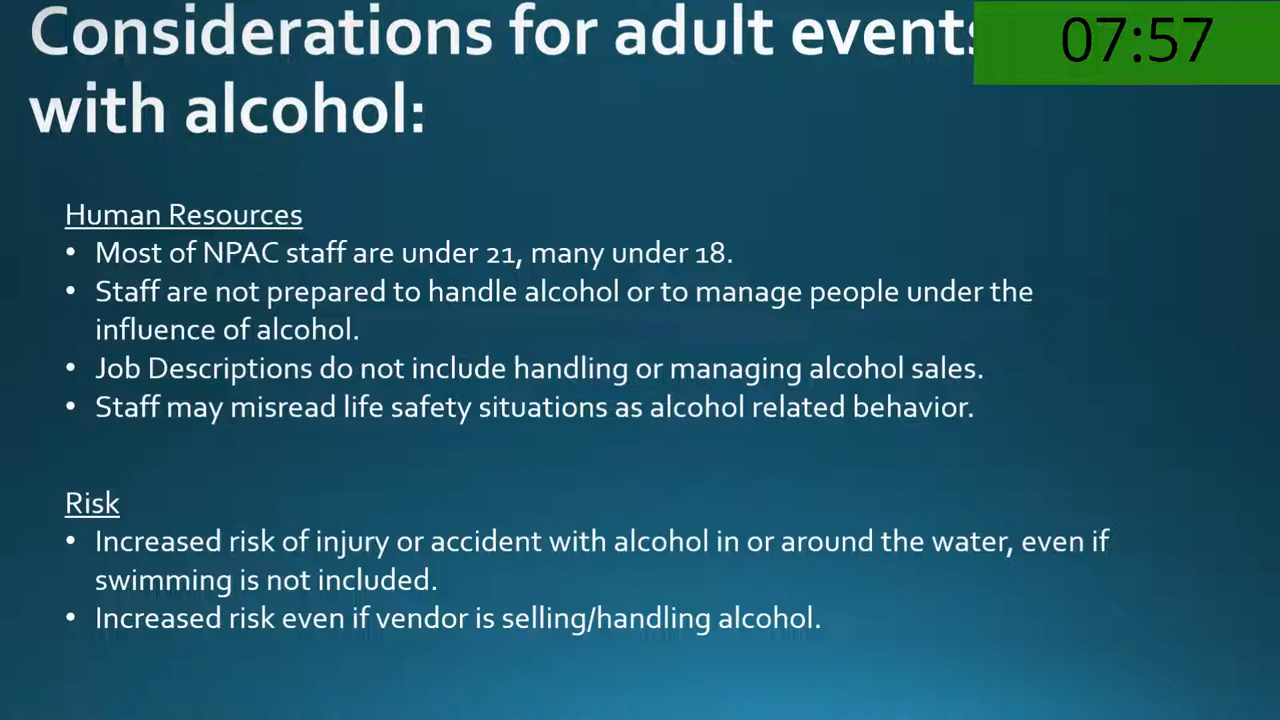 Considerations for adult events
07:57
with alcohol:
Human Resources
• Most of NPAC staff are under 21, many under 18.
• Staff are not prepared to handle alcohol or to manage people under the
influence of alcohol.
• Job Descriptions do not include handling or managing alcohol sales.
• Staff may misread life safety situations as alcohol related behavior.
Risk
• Increased risk of injury or accident with alcohol in or around the water, even if
swimming is not included.
• Increased risk even if vendor is selling/handling alcohol.